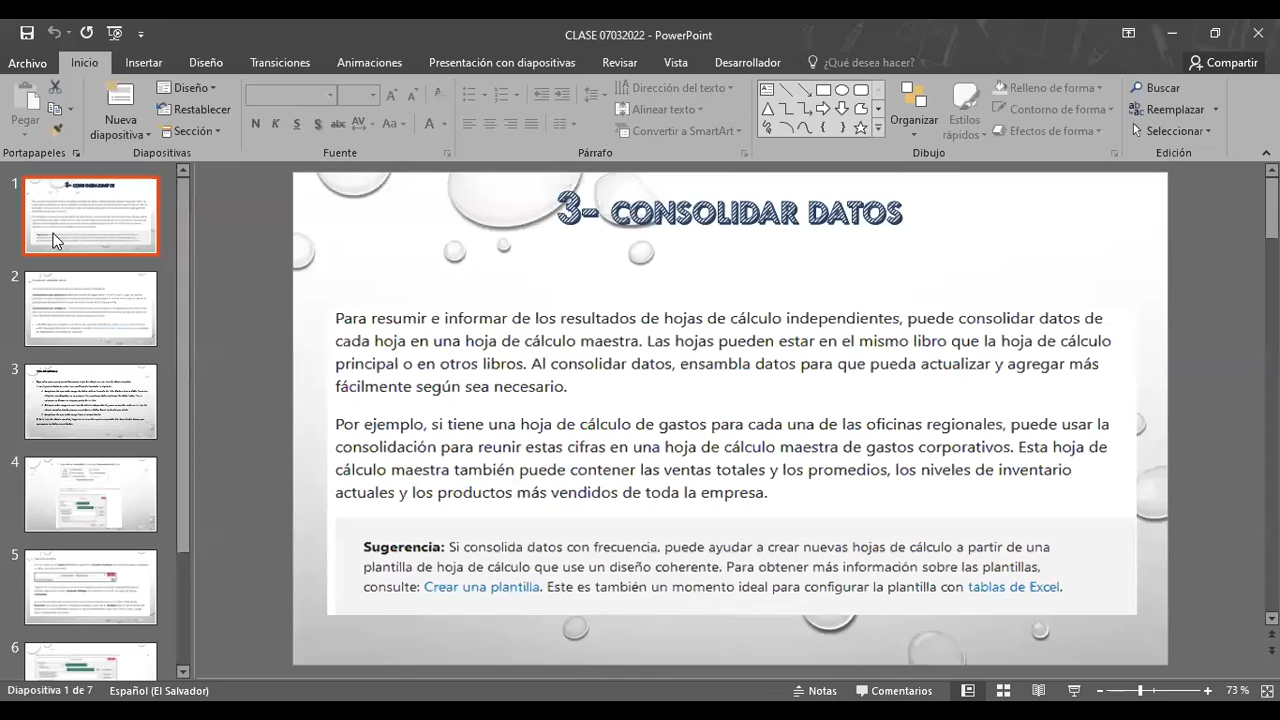 CLASE 07032022 - PowerPoint
Archivo Inicio Insertar Diseño Transiciones Animaciones Presentación con diapositivas Revisar Vista Desarrollador ¿Qué desea hacer? Compartir
Pegar
Nueva diapositiva
Diseño
Restablecer
Sección
N K S S abc AV Aa A
Dirección del texto
Alinear texto
Convertir a SmartArt
Organizar
Estilos rápidos
Relleno de forma
Contorno de forma
Efectos de forma
Buscar
Reemplazar
Seleccionar
Portapapeles Diapositivas Fuente Párrafo Dibujo Edición
1
2
3
4
5
6
3- CONSOLIDAR DATOS
Para resumir e informar de los resultados de hojas de cálculo independientes, puede consolidar datos de
cada hoja en una hoja de cálculo maestra. Las hojas pueden estar en el mismo libro que la hoja de cálculo
principal o en otros libros. Al consolidar datos, ensambla datos para que pueda actualizar y agregar más
fácilmente según sea necesario.
Por ejemplo, si tiene una hoja de cálculo de gastos para cada una de las oficinas regionales, puede usar la
consolidación para reunir estas cifras en una hoja de cálculo maestra de gastos corporativos. Esta hoja de
cálculo maestra también puede contener las ventas totales y los promedios, los niveles de inventario
actuales y los productos más vendidos de toda la empresa.
Sugerencia: Si consolida datos con frecuencia, puede ayudar a crear nuevas hojas de cálculo a partir de una
plantilla de hoja de cálculo que use un diseño coherente. Para obtener más información sobre las plantillas,
consulte: Crear una plantilla. Este es también un momento ideal para configurar la plantilla con tablas de Excel.
Diapositiva 1 de 7 Español (El Salvador) Notas Comentarios 73 %